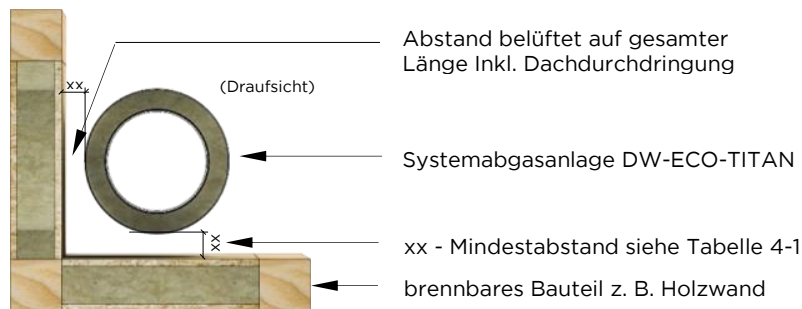 Abstand belüftet auf gesamter
Länge Inkl. Dachdurchdringung
xx
(Draufsicht)
Systemabgasanlage DW-ECO-TITAN
xx
xx - Mindestabstand siehe Tabelle 4-1
brennbares Bauteil z. B. Holzwand